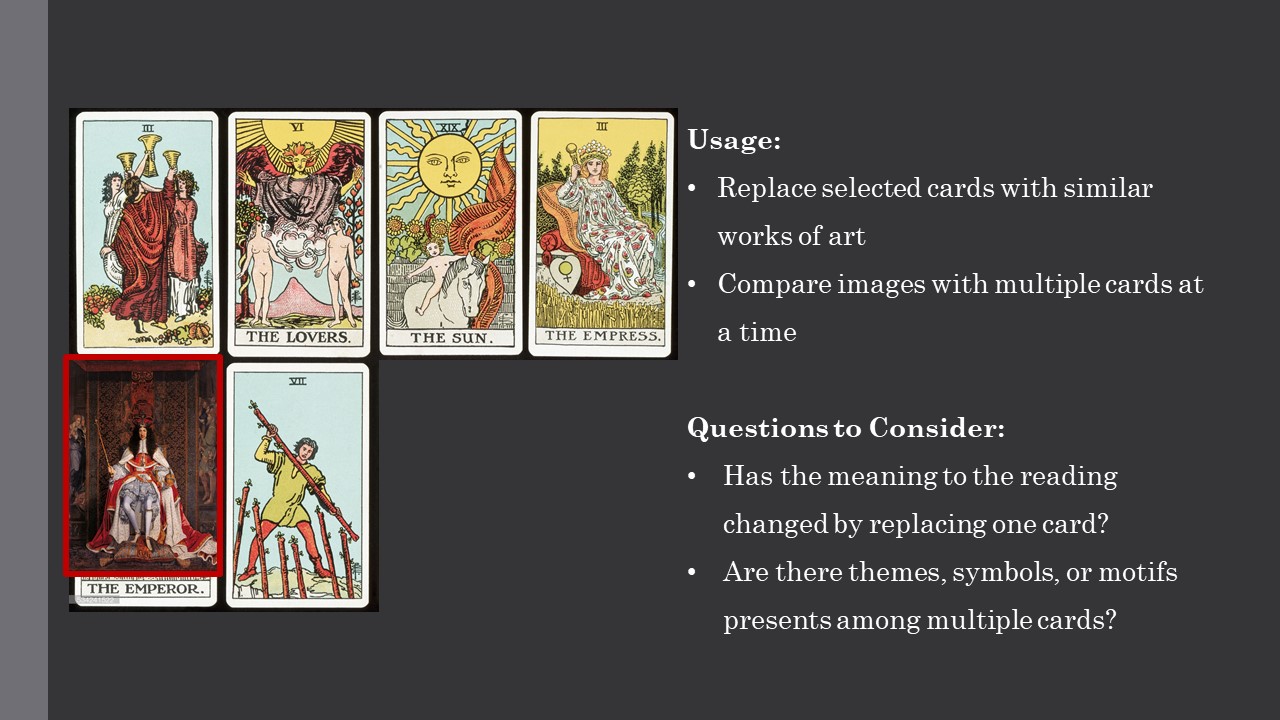 III
VI
THE LOVERS.
XIX
THE SUN.
III
THE EMPRESS.
THE EMPEROR.
VII
Usage:
• Replace selected cards with similar
works of art
• Compare images with multiple cards at
a time
Questions to Consider:
• Has the meaning to the reading
changed by replacing one card?
• Are there themes, symbols, or motifs
presents among multiple cards?